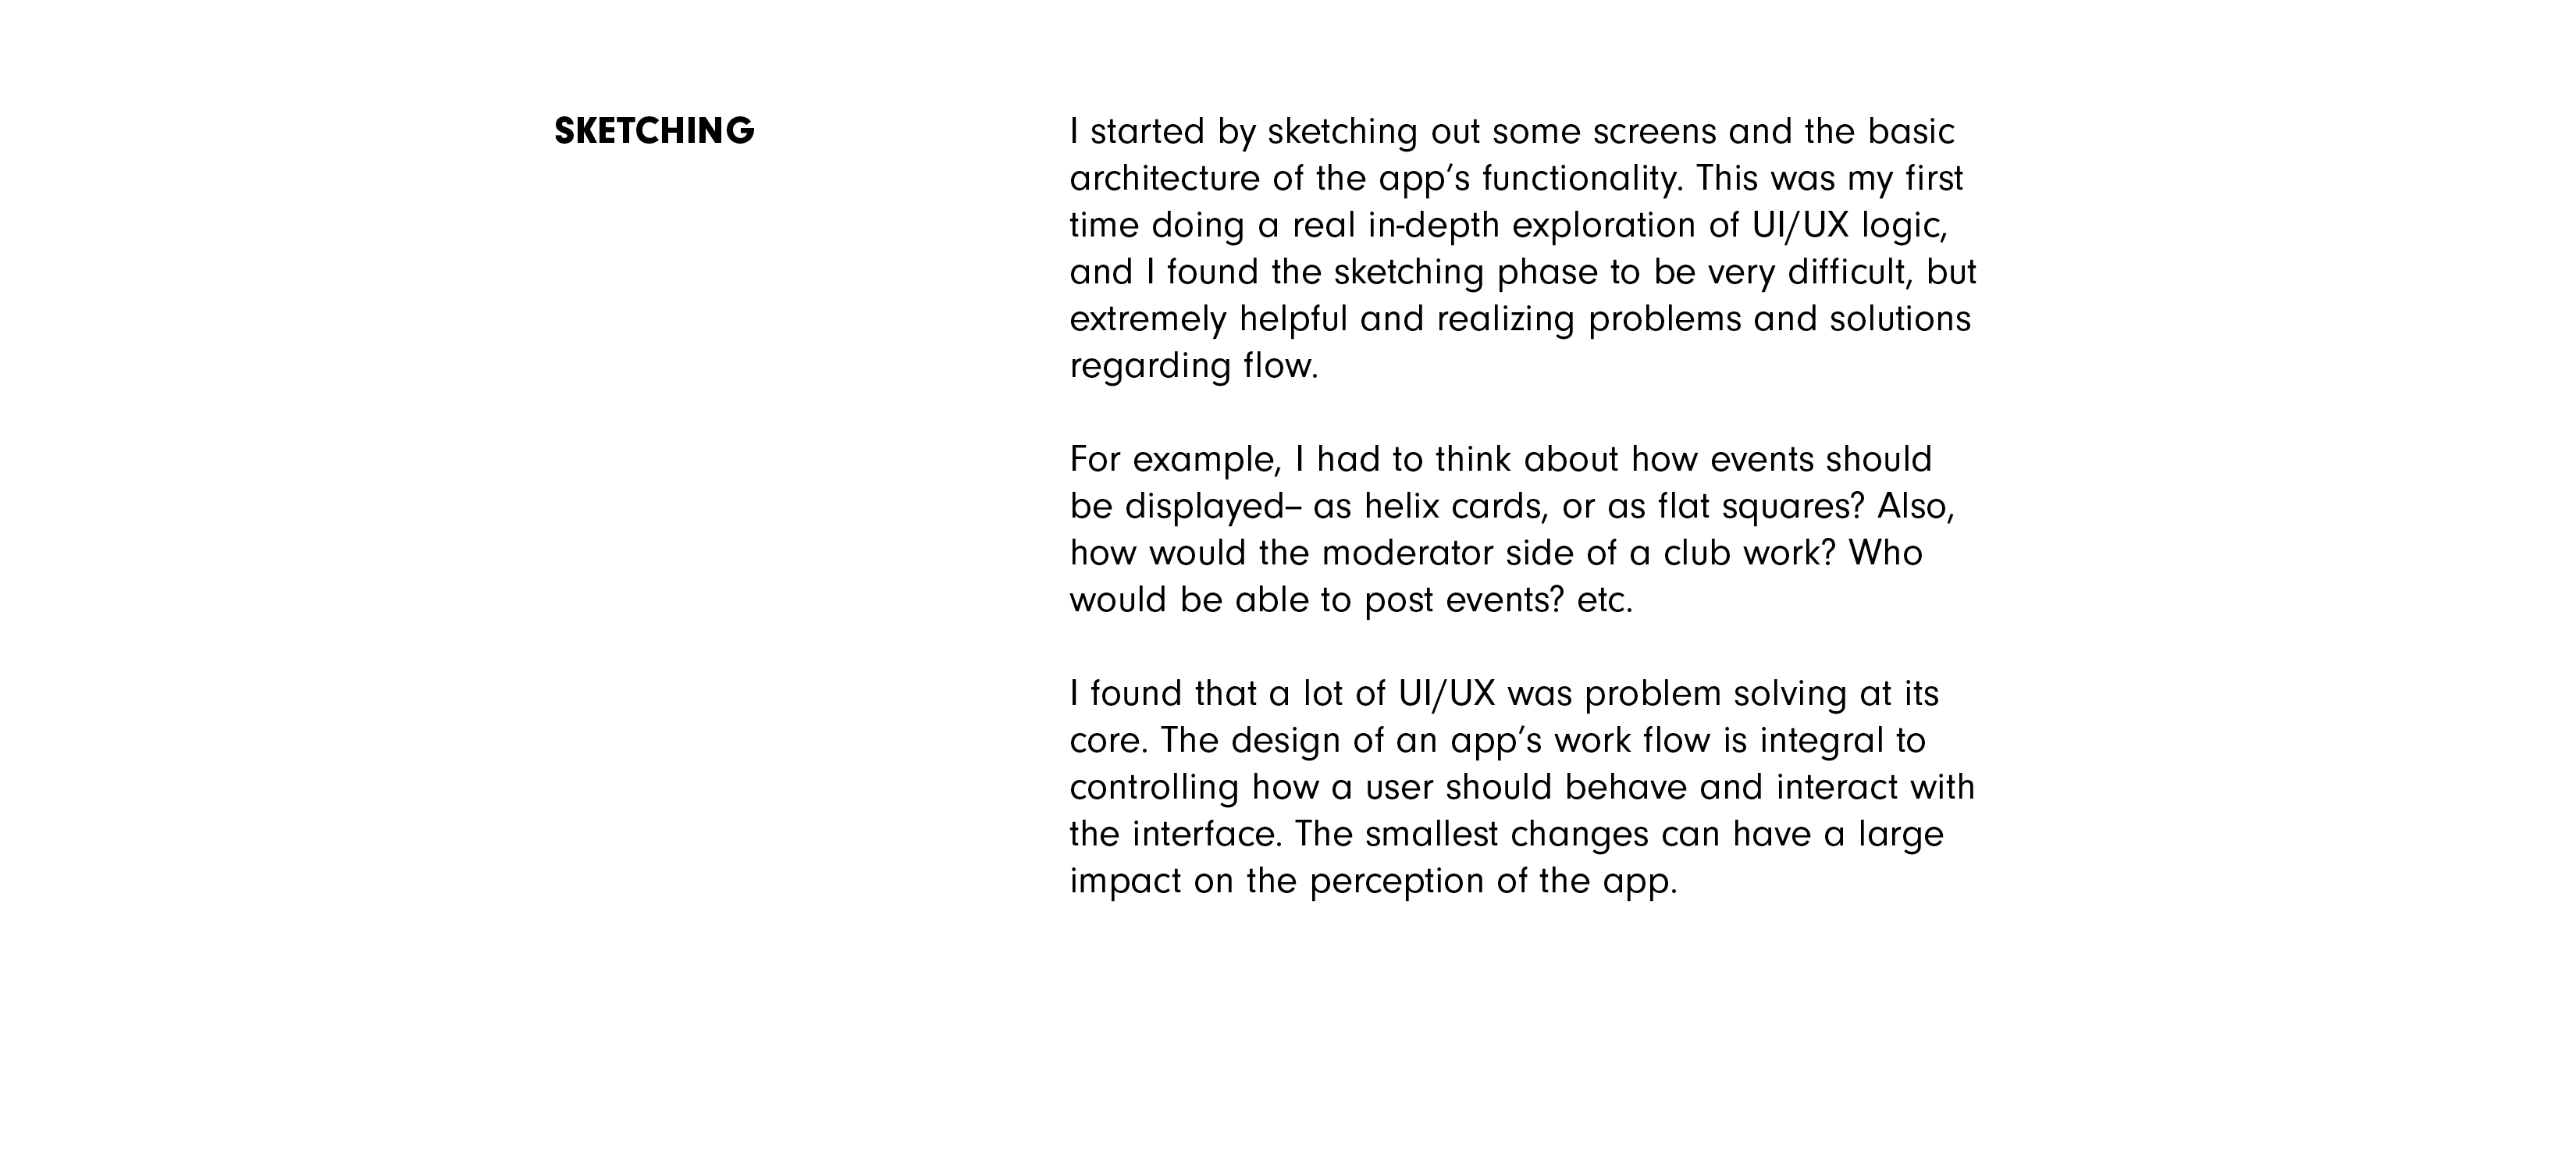 SKETCHING
I started by sketching out some screens and the basic
architecture of the app’s functionality. This was my first
time doing a real in-depth exploration of UI/UX logic,
and I found the sketching phase to be very difficult, but
extremely helpful and realizing problems and solutions
regarding flow.
For example, I had to think about how events should
be displayed– as helix cards, or as flat squares? Also,
how would the moderator side of a club work? Who
would be able to post events? etc.
I found that a lot of UI/UX was problem solving at its
core. The design of an app’s work flow is integral to
controlling how a user should behave and interact with
the interface. The smallest changes can have a large
impact on the perception of the app.